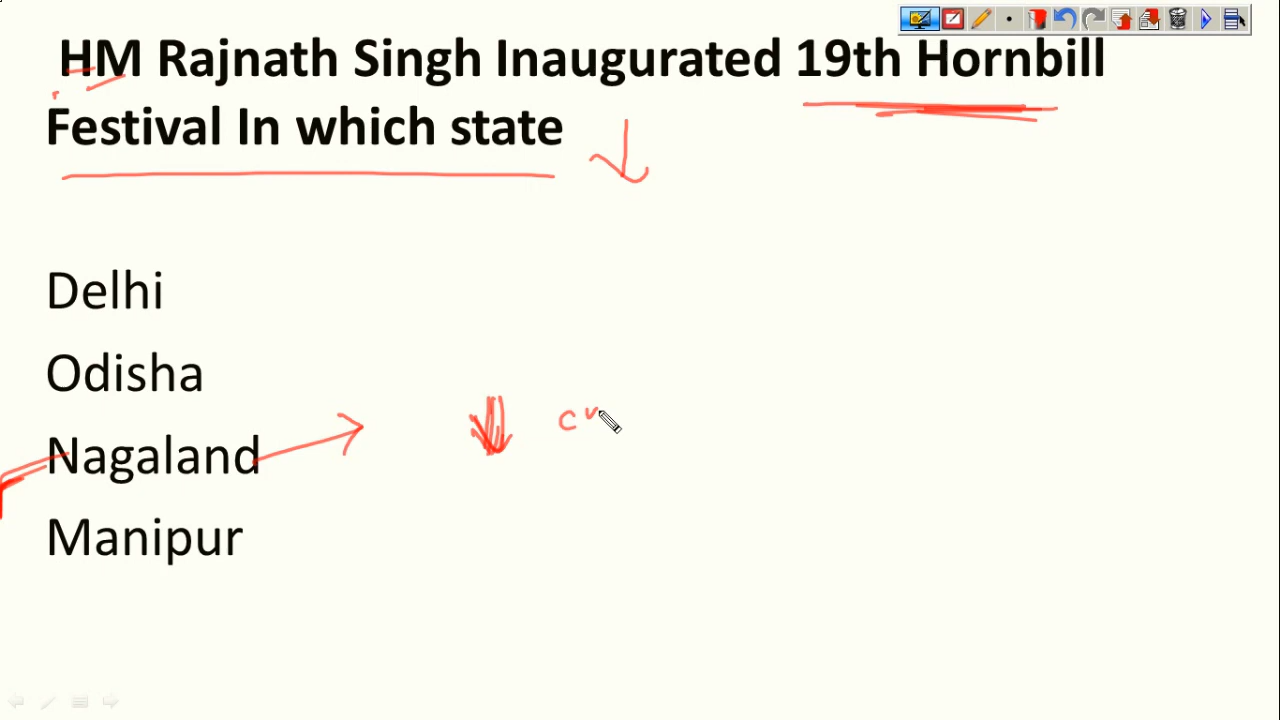 HM Rajnath Singh Inaugurated 19th Hornbill
Festival In which state
Delhi
Odisha
Nagaland
Manipur